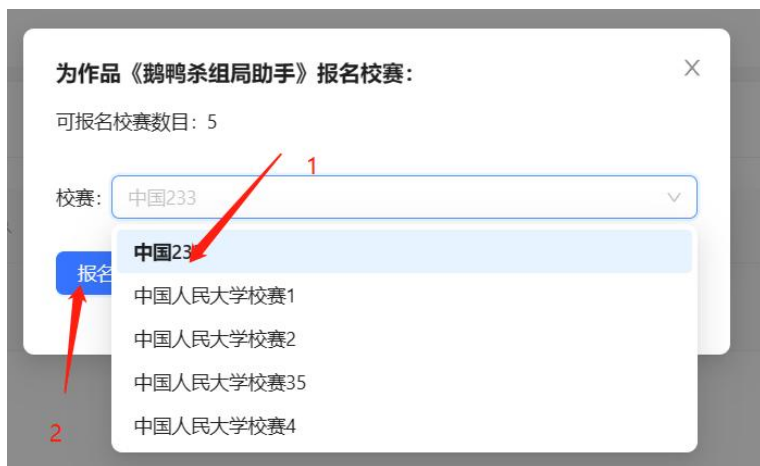 为作品《鹅鸭杀组局助手》报名校赛：
可报名校赛数目：5
1
校赛：
中国233
中国23
报名
中国人民大学校赛1
中国人民大学校赛2
中国人民大学校赛35
2
中国人民大学校赛4